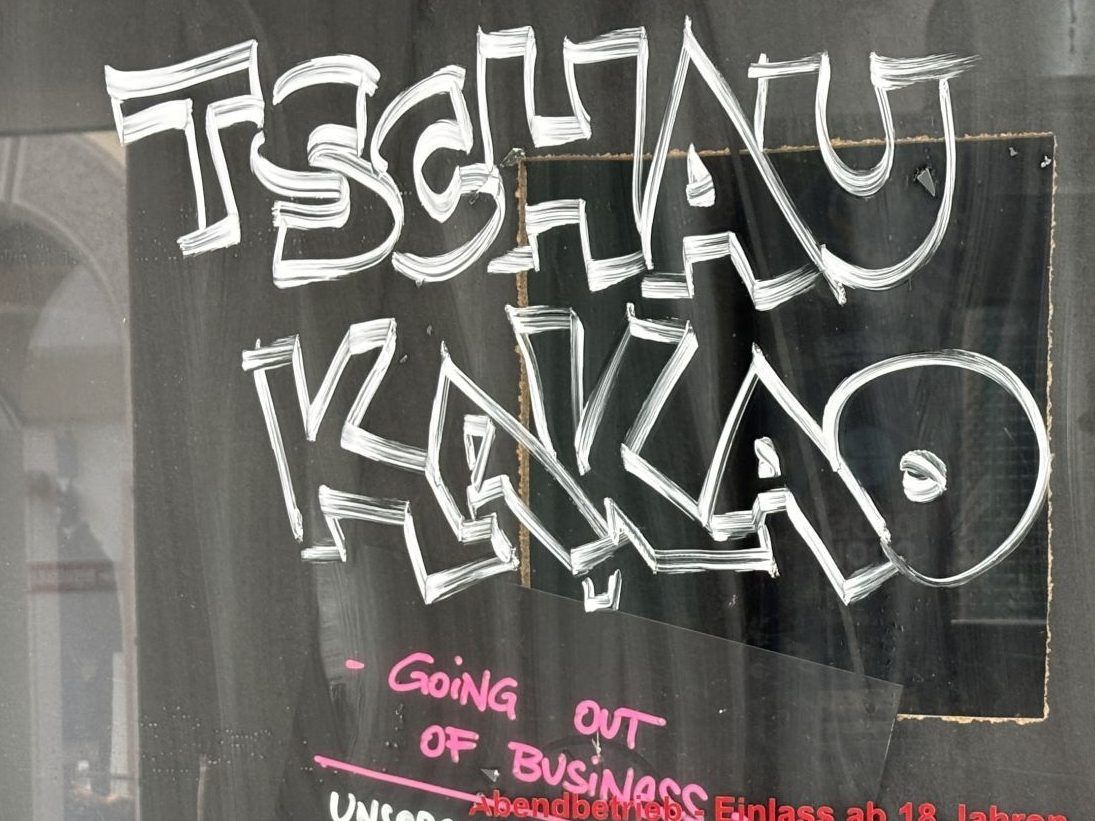 TSCHAU
KAKAO
- GOiNG OUT
OF BUSiNESS
Abendbetrieb - Einlass ab 18 Jahren